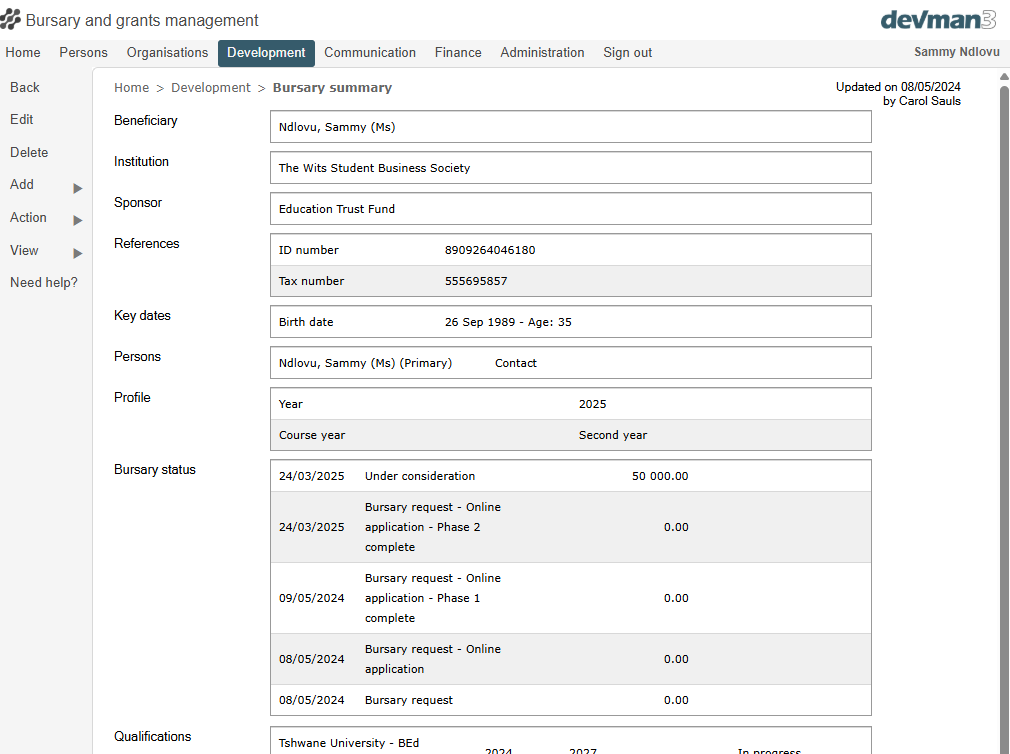 Bursary and grants management
devman3
Home Persons Organisations Development Communication Finance Administration Sign out Sammy Ndlovu
Back
Edit
Delete
Add
Action
View
Need help?
Home > Development > Bursary summary
Updated on 08/05/2024
by Carol Sauls
Beneficiary Ndlovu, Sammy (Ms)
Institution The Wits Student Business Society
Sponsor Education Trust Fund
References ID number 8909264046180
Tax number 555695857
Key dates Birth date 26 Sep 1989 - Age: 35
Persons Ndlovu, Sammy (Ms) (Primary) Contact
Profile Year 2025
Course year Second year
Bursary status
24/03/2025 Under consideration 50 000.00
Bursary request - Online
24/03/2025 application - Phase 2 0.00
complete
Bursary request - Online
09/05/2024 application - Phase 1 0.00
complete
Bursary request - Online
08/05/2024 0.00
application
08/05/2024 Bursary request 0.00
Qualifications
Tshwane University - BEd
2024 2027 In progress